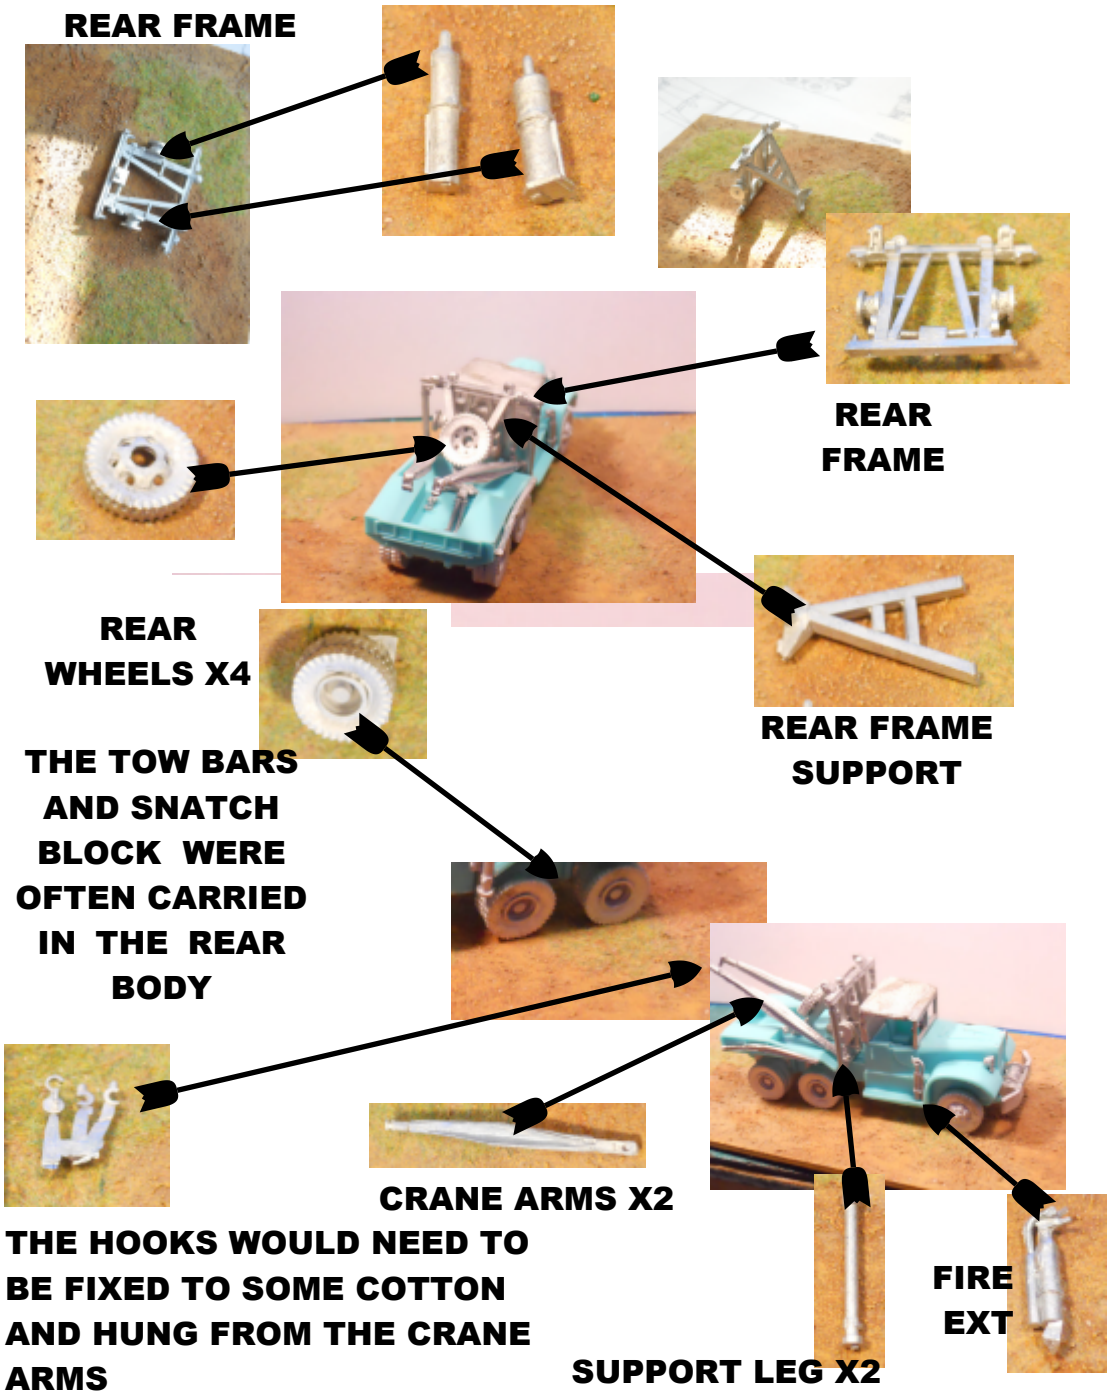 REAR FRAME
REAR
FRAME
REAR
WHEELS X4
REAR FRAME
SUPPORT
THE TOW BARS
AND SNATCH
BLOCK WERE
OFTEN CARRIED
IN THE REAR
BODY
CRANE ARMS X2
THE HOOKS WOULD NEED TO
BE FIXED TO SOME COTTON
AND HUNG FROM THE CRANE
ARMS
FIRE
EXT
SUPPORT LEG X2